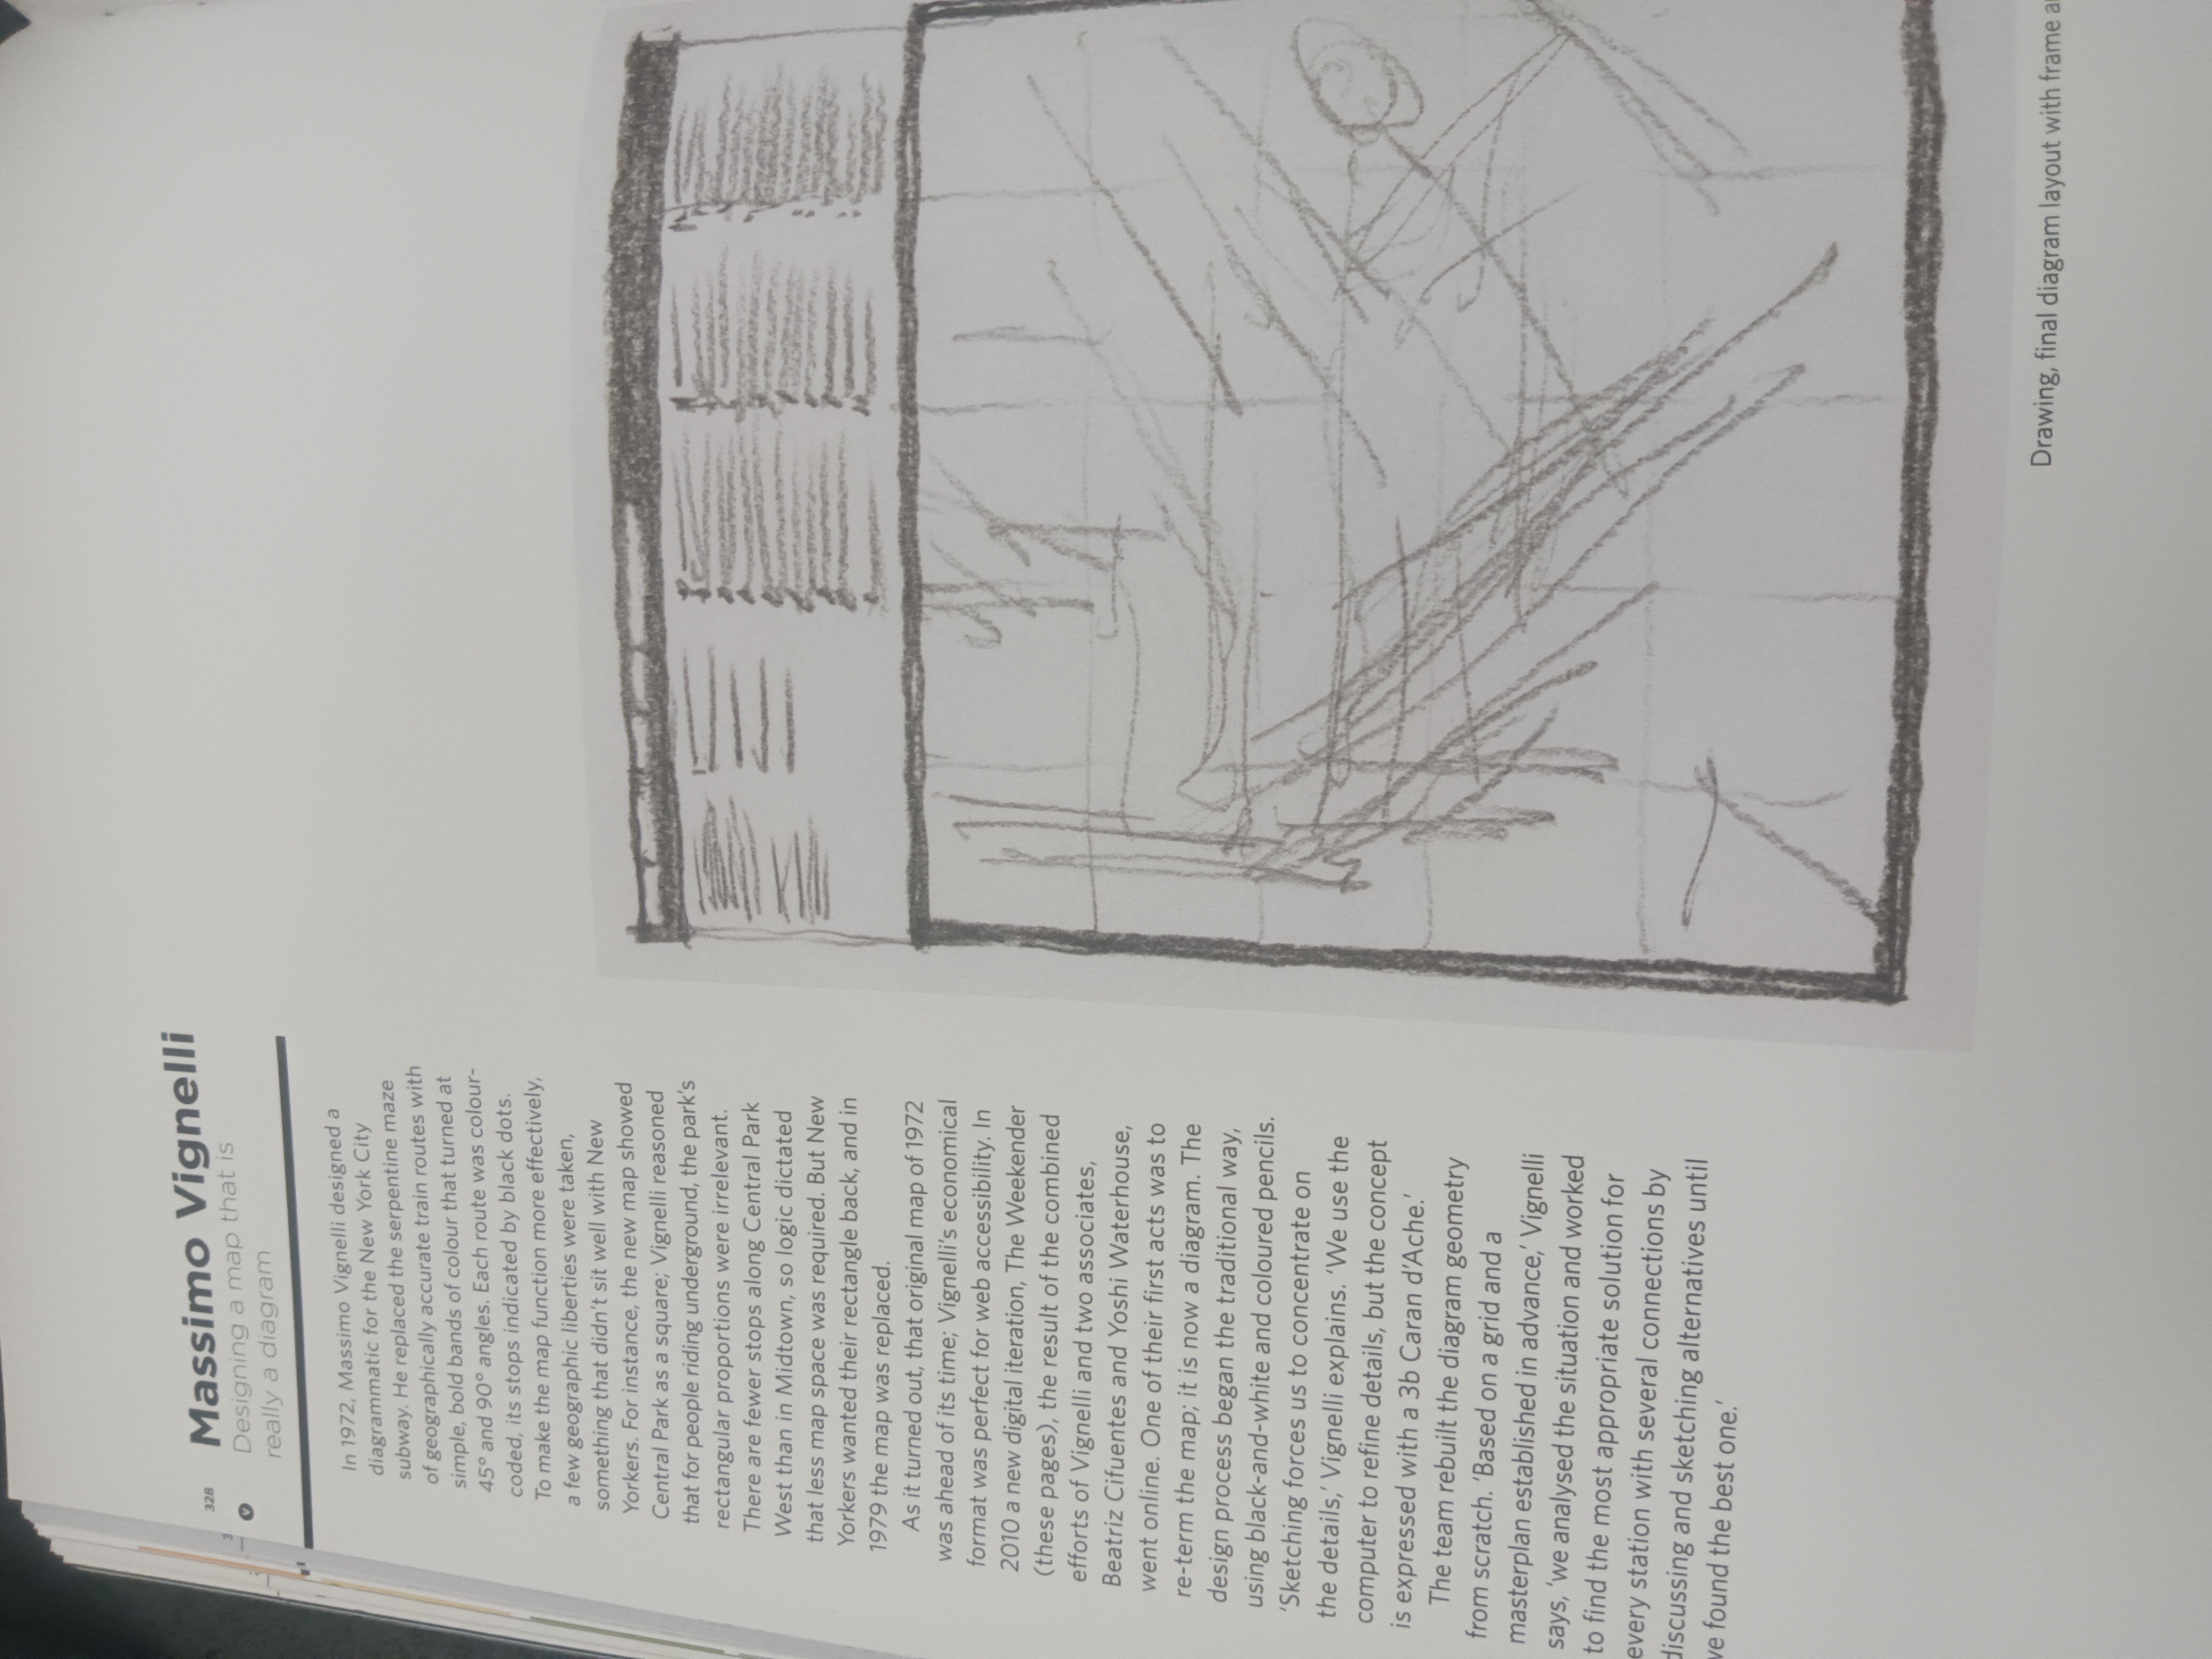 328
Massimo Vignelli
v
Designing a map that is
really a diagram
In 1972, Massimo Vignelli designed a
diagrammatic for the New York City
subway. He replaced the serpentine maze
of geographically accurate train routes with
simple, bold bands of colour that turned at
45° and 90° angles. Each route was colour-
coded, its stops indicated by black dots.
To make the map function more effectively,
a few geographic liberties were taken,
something that didn't sit well with New
Yorkers. For instance, the new map showed
Central Park as a square; Vignelli reasoned
that for people riding underground, the park's
rectangular proportions were irrelevant.
There are fewer stops along Central Park
West than in Midtown, so logic dictated
that less map space was required. But New
Yorkers wanted their rectangle back, and in
1979 the map was replaced.
As it turned out, that original map of 1972
was ahead of its time; Vignelli's economical
format was perfect for web accessibility. In
2010 a new digital iteration, The Weekender
(these pages), the result of the combined
efforts of Vignelli and two associates,
Beatriz Cifuentes and Yoshi Waterhouse,
went online. One of their first acts was to
re-term the map; it is now a diagram. The
design process began the traditional way,
using black-and-white and coloured pencils.
'Sketching forces us to concentrate on
the details,' Vignelli explains. 'We use the
computer to refine details, but the concept
is expressed with a 3b Caran d'Ache.'
The team rebuilt the diagram geometry
from scratch. 'Based on a grid and a
masterplan established in advance,' Vignelli
says, 'we analysed the situation and worked
to find the most appropriate solution for
every station with several connections by
discussing and sketching alternatives until
we found the best one.'
Drawing, final diagram layout with frame